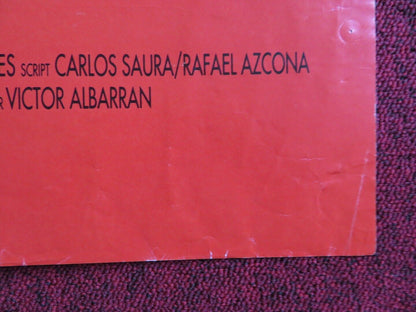 ES SCRIPT CARLOS SAURA/RAFAEL AZCONA
R VICTOR ALBARRAN